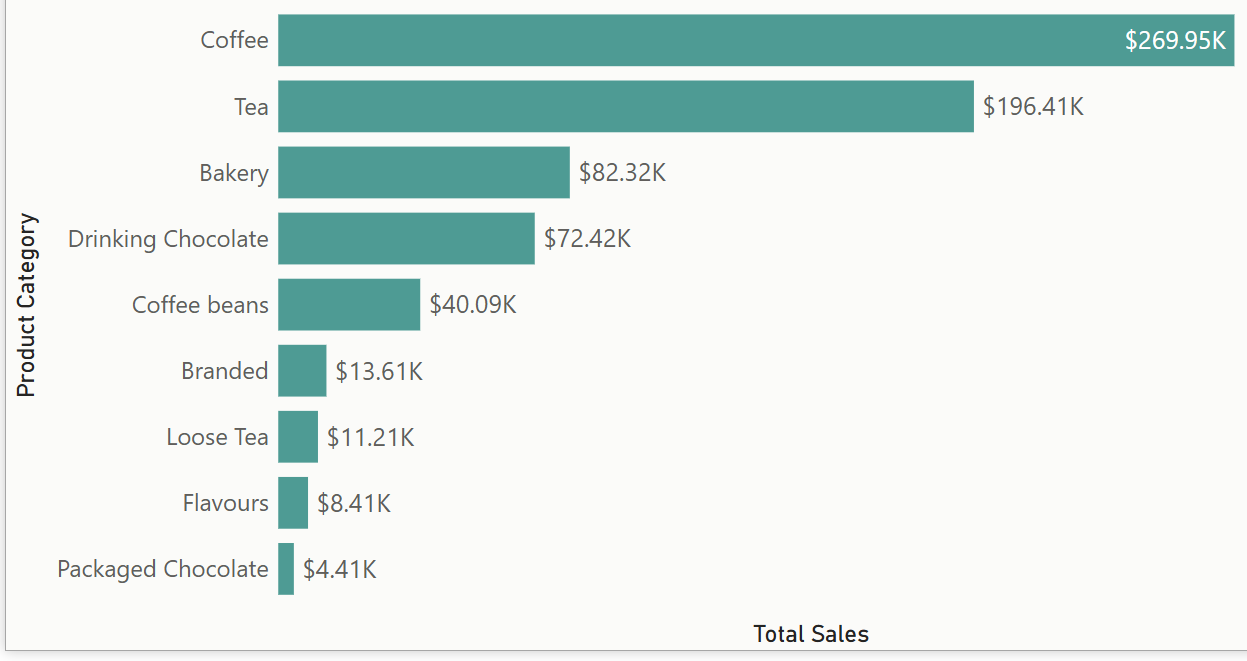 Product Category
Coffee $269.95K
Tea $196.41K
Bakery $82.32K
Drinking Chocolate $72.42K
Coffee beans $40.09K
Branded $13.61K
Loose Tea $11.21K
Flavours $8.41K
Packaged Chocolate $4.41K
Total Sales